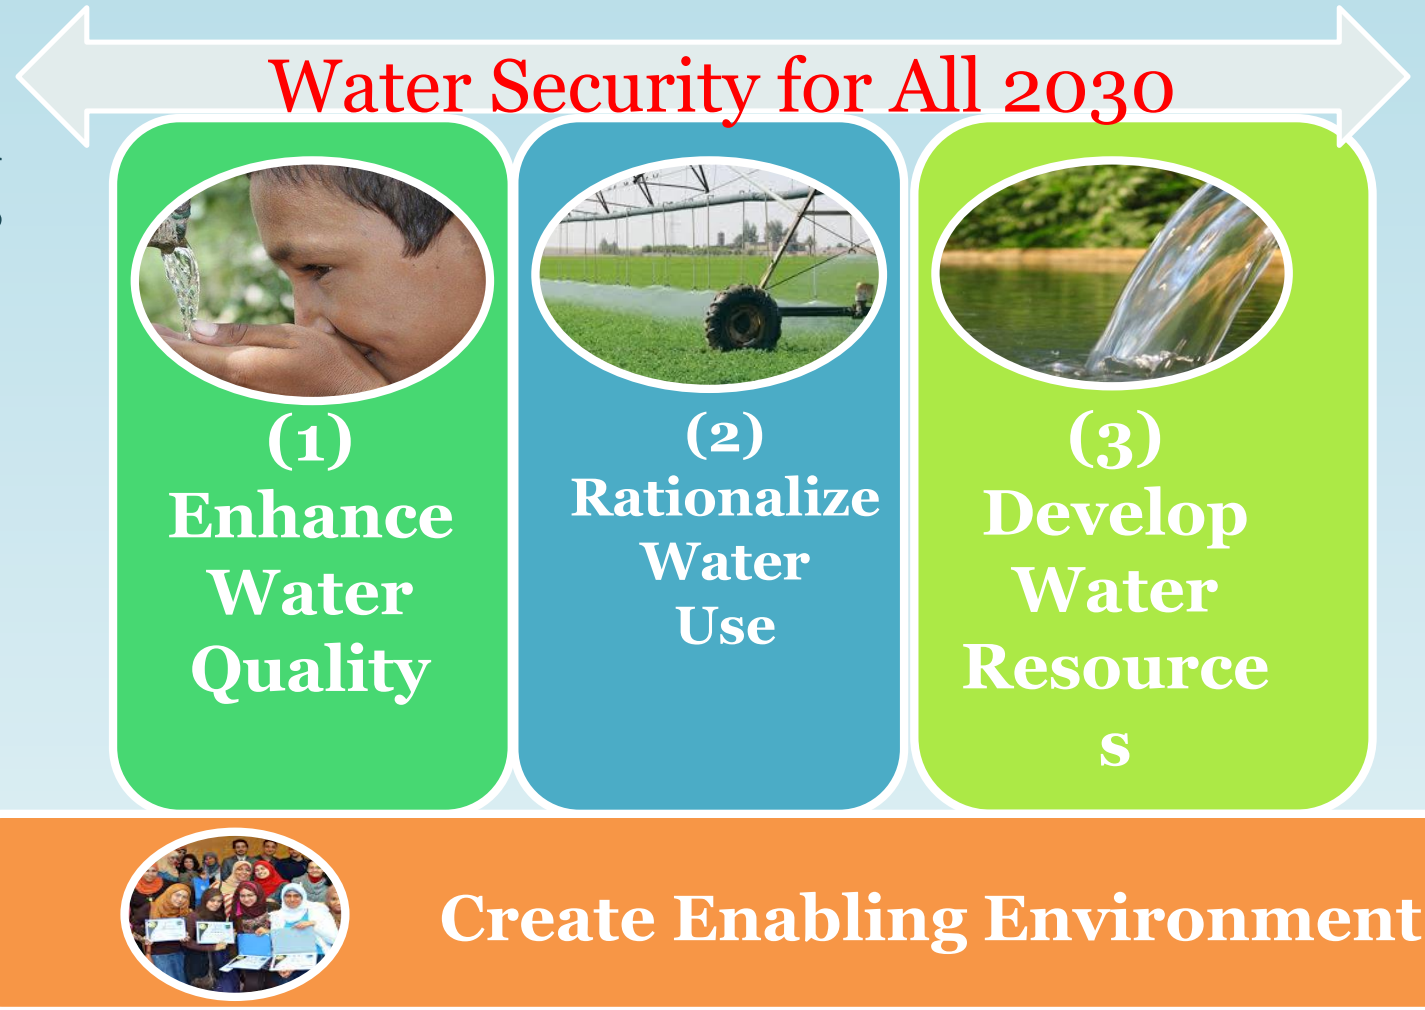 Water Security for All 2030
(1)
Enhance
Water
Quality
(2)
Rationalize
Water
Use
(3)
Develop
Water
Resource
s
Create Enabling Environment